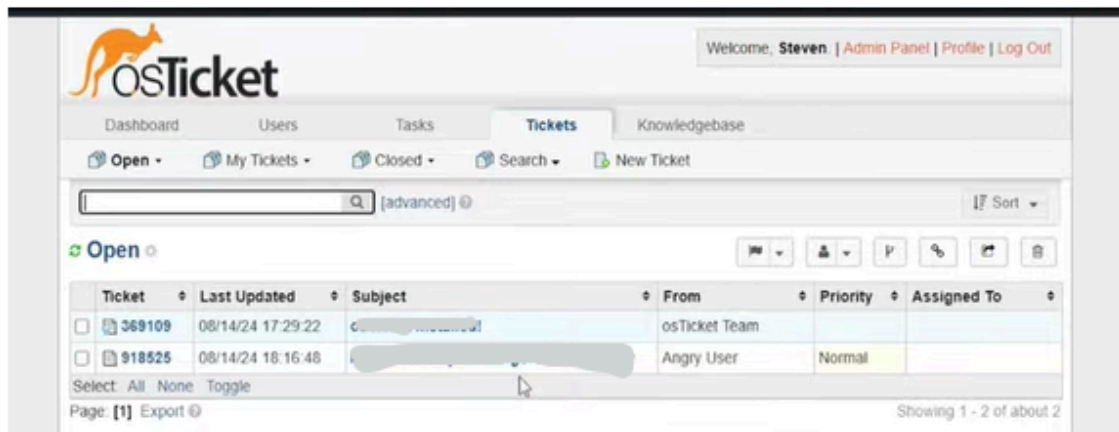 osTicket
Welcome, Steven. | Admin Panel | Profile | Log Out
Dashboard Users Tasks Tickets Knowledgebase
Open My Tickets Closed Search New Ticket
[advanced] Sort
Open
Ticket Last Updated Subject From Priority Assigned To
369109 08/14/24 17:29:22 osTicket Team
918525 08/14/24 18:16:48 Angry User Normal
Select: All None Toggle
Page: [1] Export Showing 1 - 2 of about 2